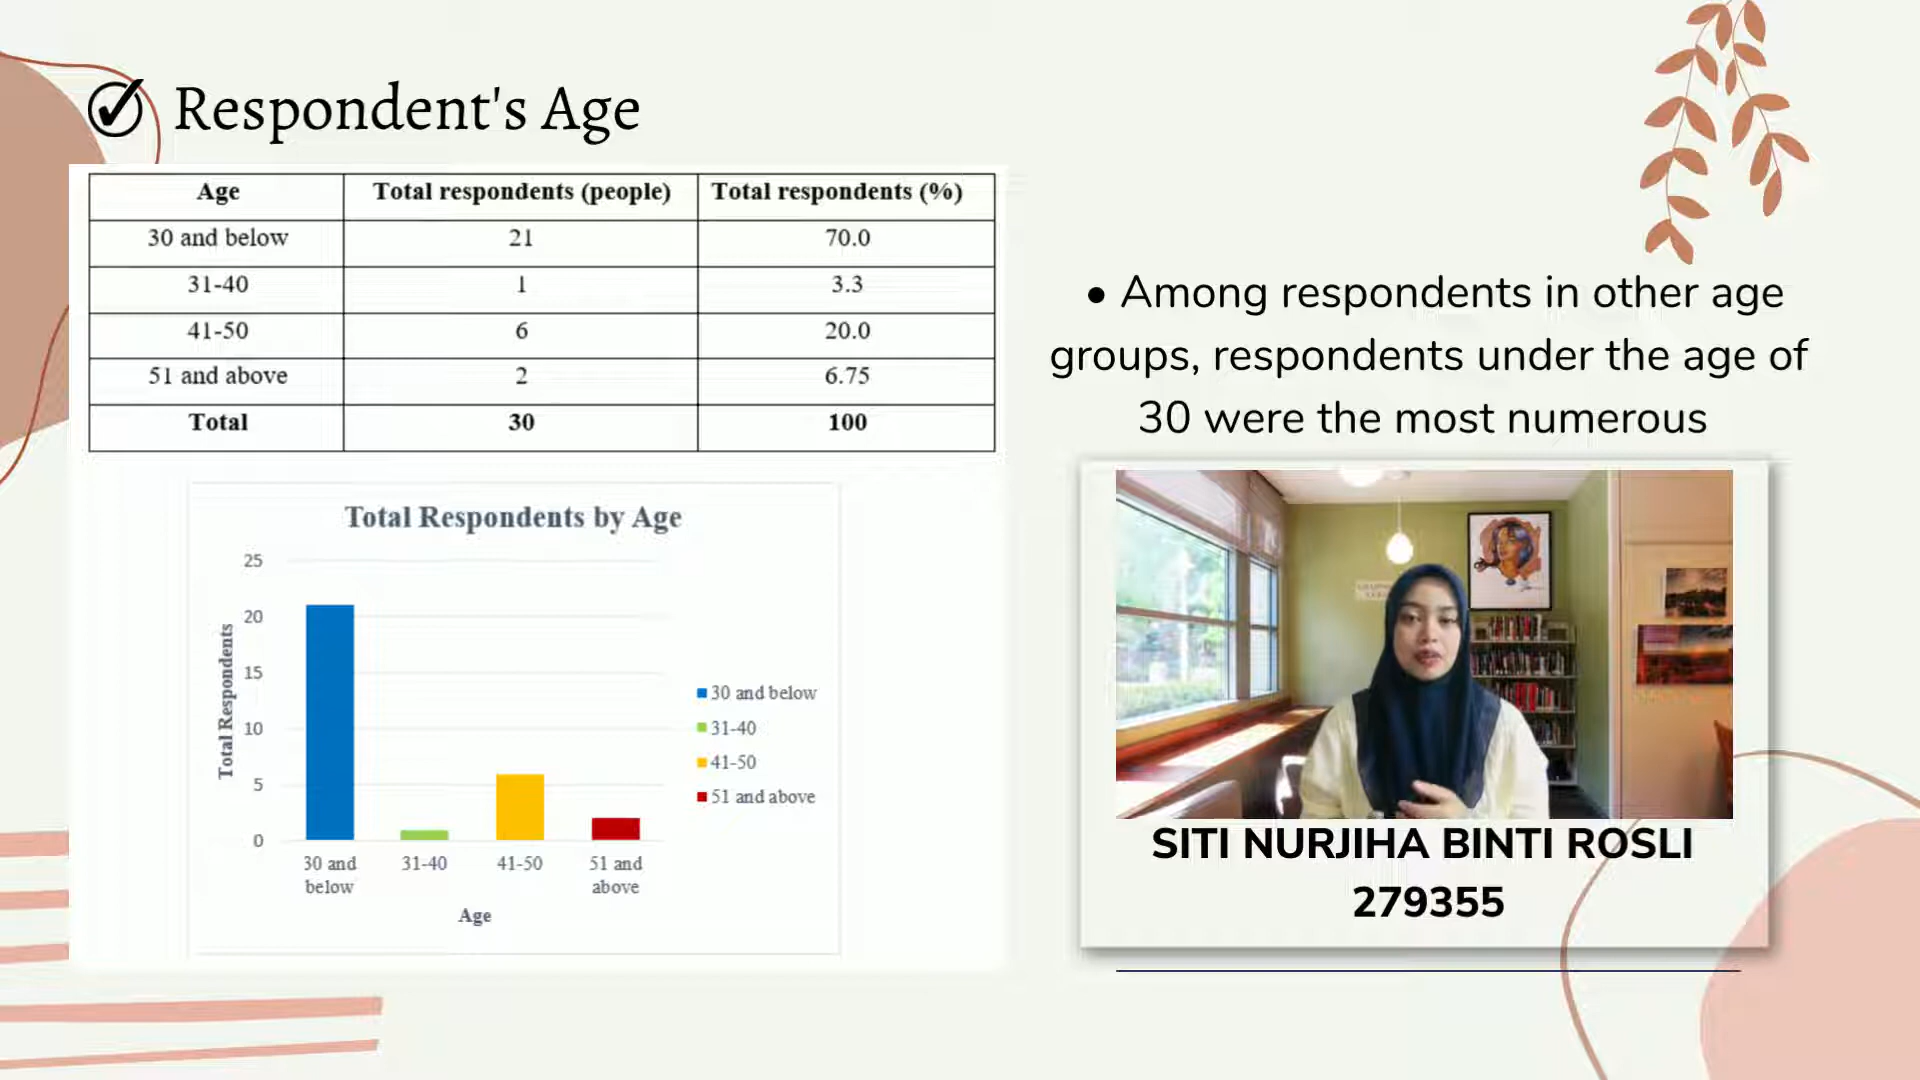 Respondent's Age
Age Total respondents (people) Total respondents (%)
30 and below 21 70.0
31-40 1 3.3
41-50 6 20.0
51 and above 2 6.75
Total 30 100
• Among respondents in other age
groups, respondents under the age of
30 were the most numerous
Total Respondents by Age
Total Respondents
25
20
15
10
5
0
30 and below
31-40
41-50
51 and above
30 and
below
31-40
41-50
51 and
above
Age
SITI NURJIHA BINTI ROSLI
279355